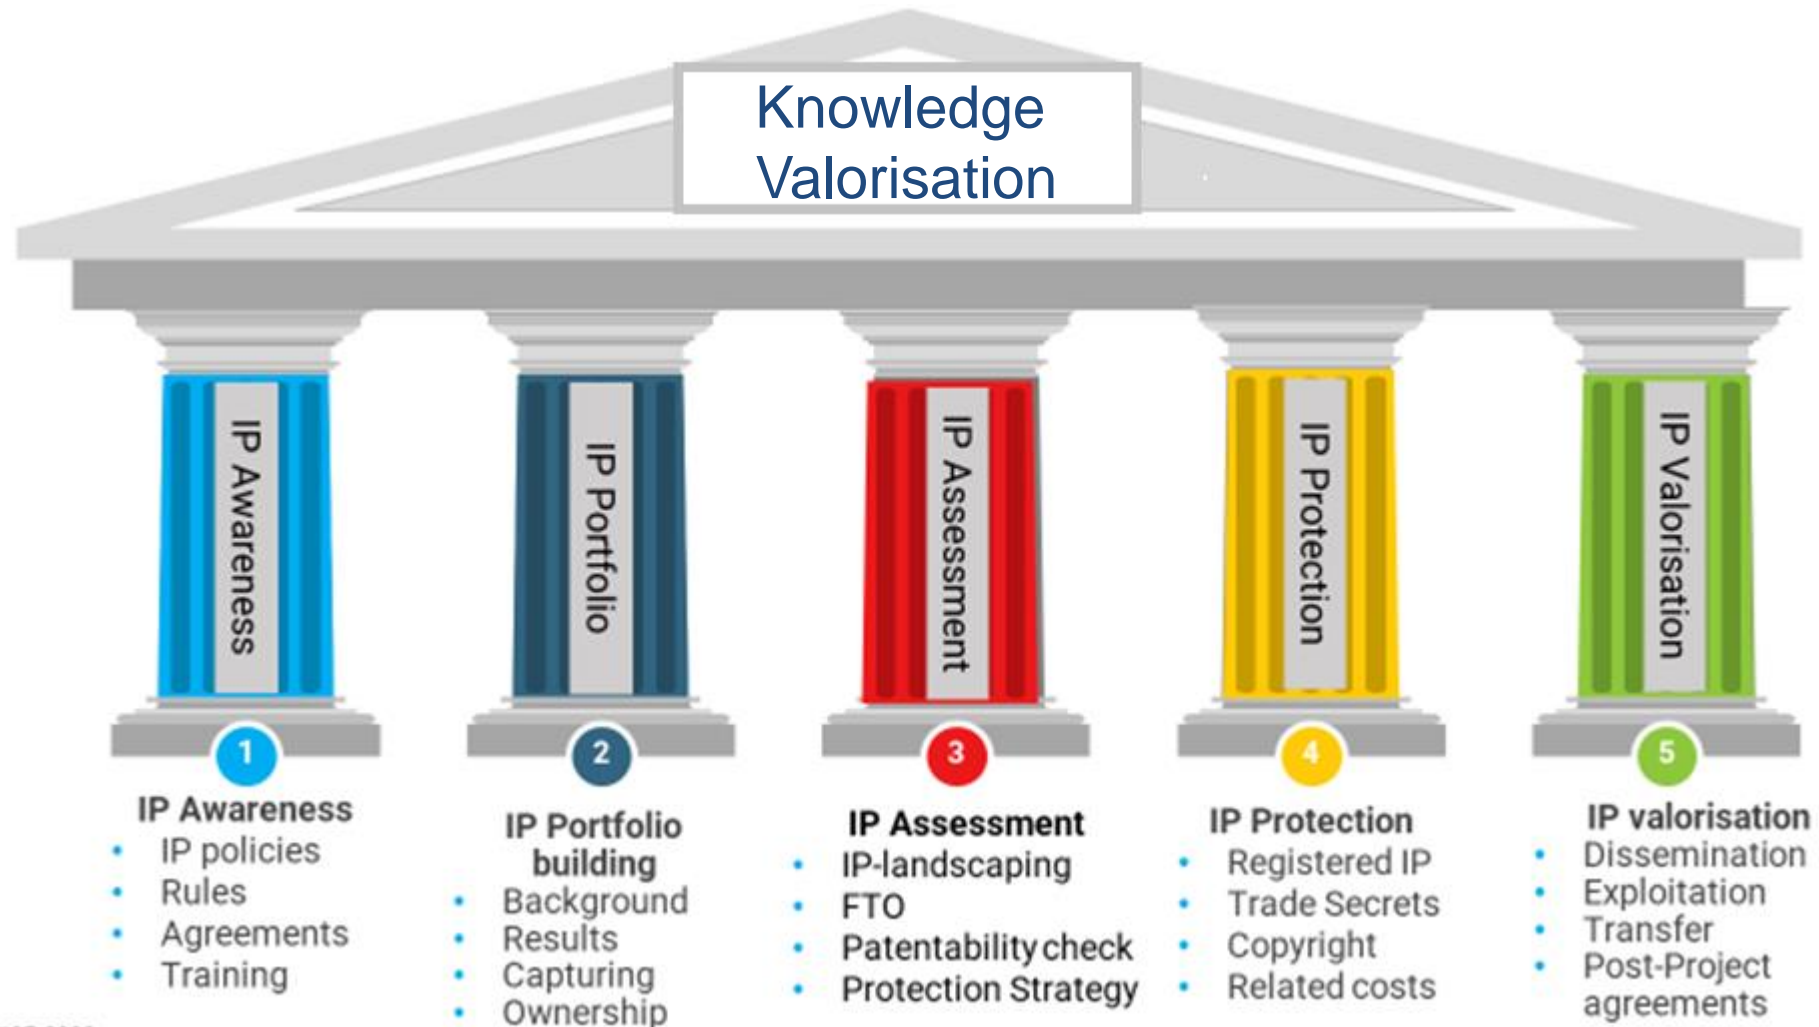 Knowledge
Valorisation
IP Awareness
IP Portfolio
IP Assessment
IP Protection
IP Valorisation
1
2
3
4
5
IP Awareness
• IP policies
• Rules
• Agreements
• Training
IP Portfolio
building
• Background
• Results
• Capturing
• Ownership
IP Assessment
• IP-landscaping
• FTO
• Patentability check
• Protection Strategy
IP Protection
• Registered IP
• Trade Secrets
• Copyright
• Related costs
IP valorisation
• Dissemination
• Exploitation
• Transfer
• Post-Project
agreements